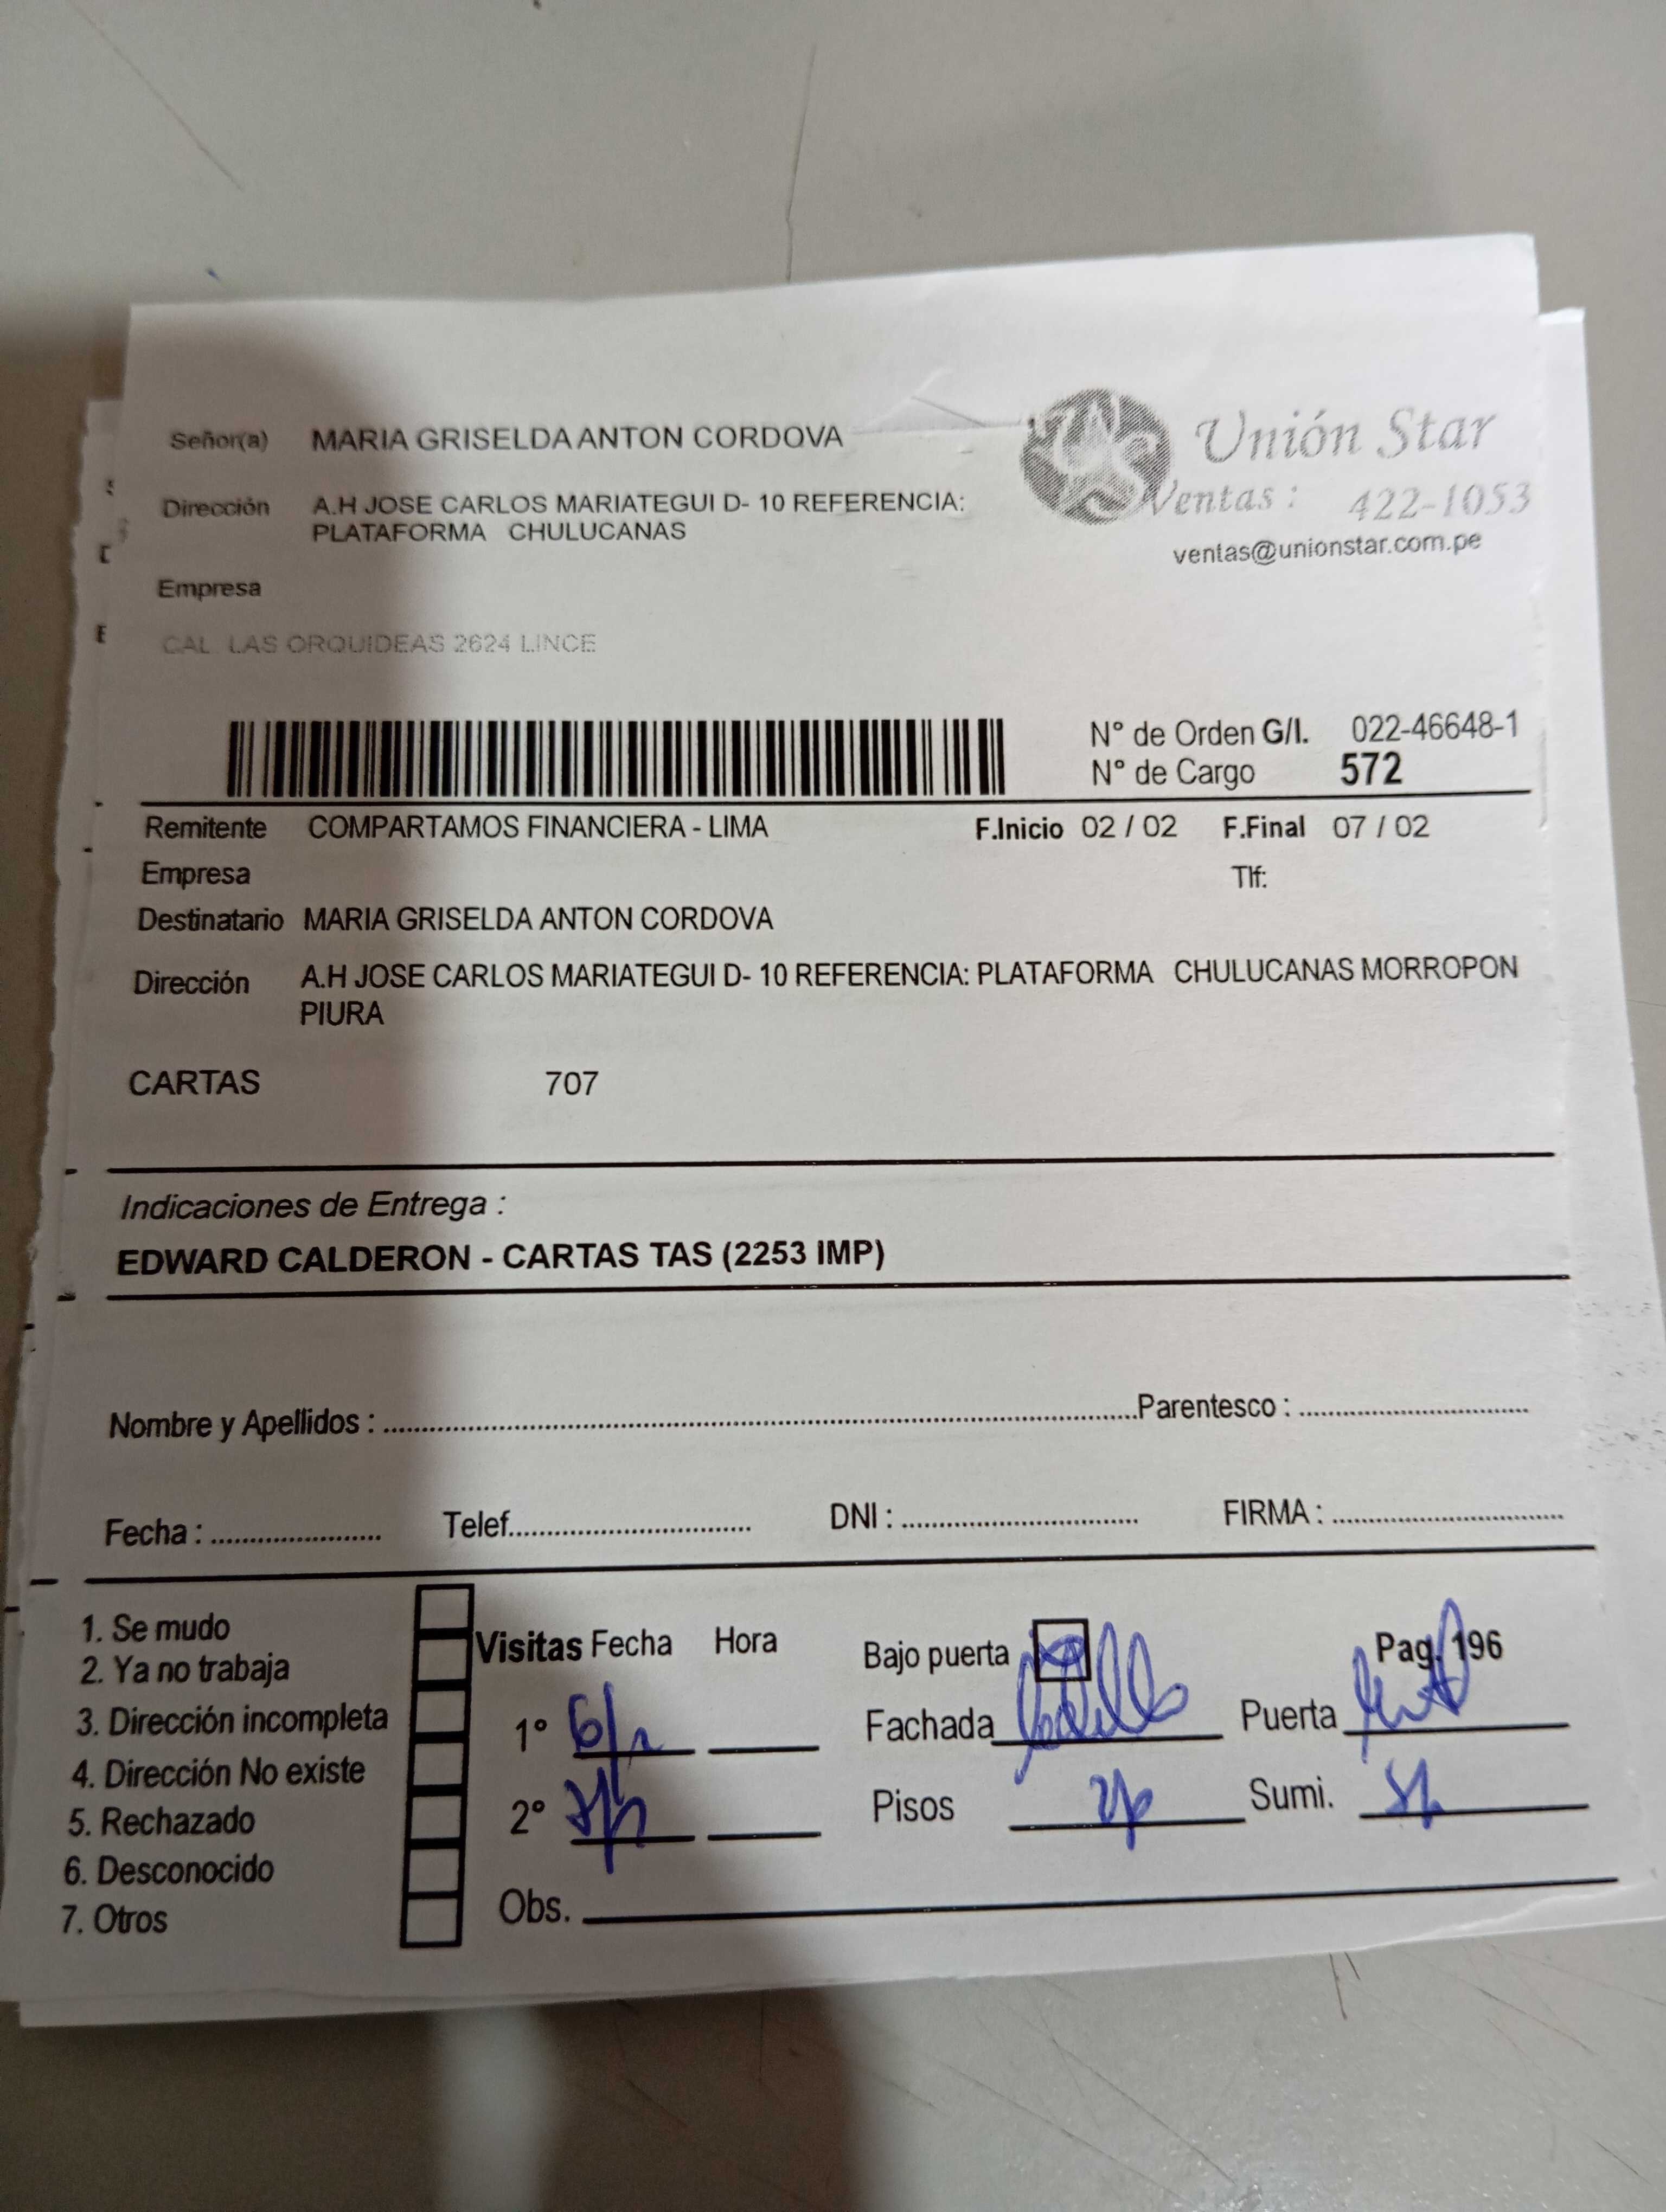 Señor(a) MARIA GRISELDA ANTON CORDOVA
Unión Star
Dirección A.H JOSE CARLOS MARIATEGUI D- 10 REFERENCIA:
PLATAFORMA CHULUCANAS
Ventas : 422-1053
ventas@unionstar.com.pe
Empresa
CAL LAS ORQUIDEAS 2624 LINCE
N° de Orden G/I. 022-46648-1
N° de Cargo 572
Remitente COMPARTAMOS FINANCIERA - LIMA F.Inicio 02 / 02 F.Final 07 / 02
Empresa Tlf:
Destinatario MARIA GRISELDA ANTON CORDOVA
Dirección A.H JOSE CARLOS MARIATEGUI D- 10 REFERENCIA: PLATAFORMA CHULUCANAS MORROPON
PIURA
CARTAS 707
Indicaciones de Entrega :
EDWARD CALDERON - CARTAS TAS (2253 IMP)
Nombre y Apellidos : Parentesco :
Fecha : Telef. DNI : FIRMA :
1. Se mudo
2. Ya no trabaja
3. Dirección incompleta
4. Dirección No existe
5. Rechazado
6. Desconocido
7. Otros
Visitas Fecha Hora
1°
2°
Obs.
Bajo puerta Pag. 196
Fachada Puerta
Pisos Sumi.